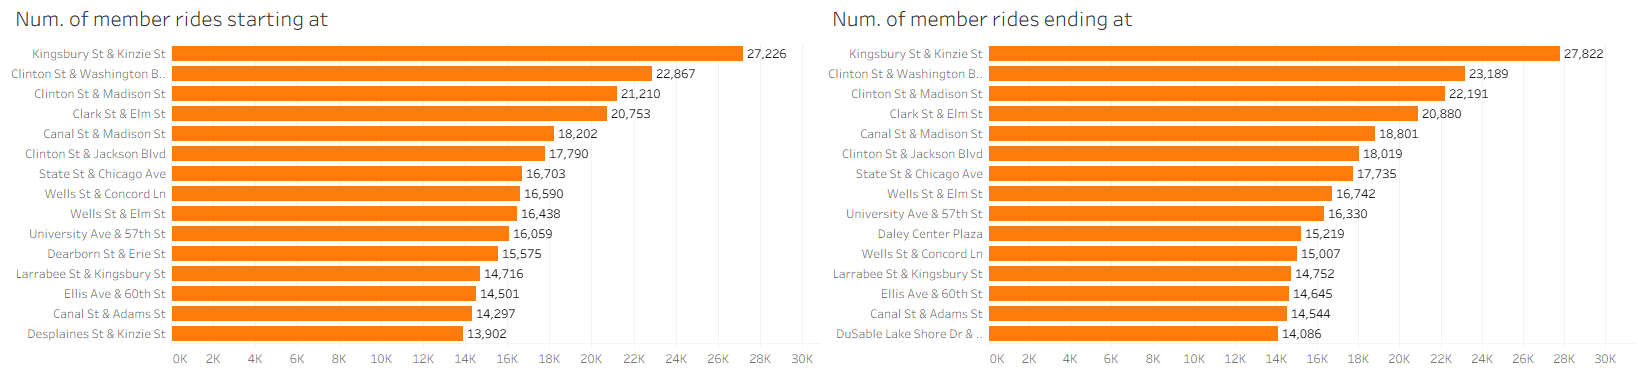 Num. of member rides starting at
Kingsbury St & Kinzie St 27,226
Clinton St & Washington B.. 22,867
Clinton St & Madison St 21,210
Clark St & Elm St 20,753
Canal St & Madison St 18,202
Clinton St & Jackson Blvd 17,790
State St & Chicago Ave 16,703
Wells St & Concord Ln 16,590
Wells St & Elm St 16,438
University Ave & 57th St 16,059
Dearborn St & Erie St 15,575
Larrabee St & Kingsbury St 14,716
Ellis Ave & 60th St 14,501
Canal St & Adams St 14,297
Desplaines St & Kinzie St 13,902
0K 2K 4K 6K 8K 10K 12K 14K 16K 18K 20K 22K 24K 26K 28K 30K
Num. of member rides ending at
Kingsbury St & Kinzie St 27,822
Clinton St & Washington B.. 23,189
Clinton St & Madison St 22,191
Clark St & Elm St 20,880
Canal St & Madison St 18,801
Clinton St & Jackson Blvd 18,019
State St & Chicago Ave 17,735
Wells St & Elm St 16,742
University Ave & 57th St 16,330
Daley Center Plaza 15,219
Wells St & Concord Ln 15,007
Larrabee St & Kingsbury St 14,752
Ellis Ave & 60th St 14,645
Canal St & Adams St 14,544
DuSable Lake Shore Dr & .. 14,086
0K 2K 4K 6K 8K 10K 12K 14K 16K 18K 20K 22K 24K 26K 28K 30K